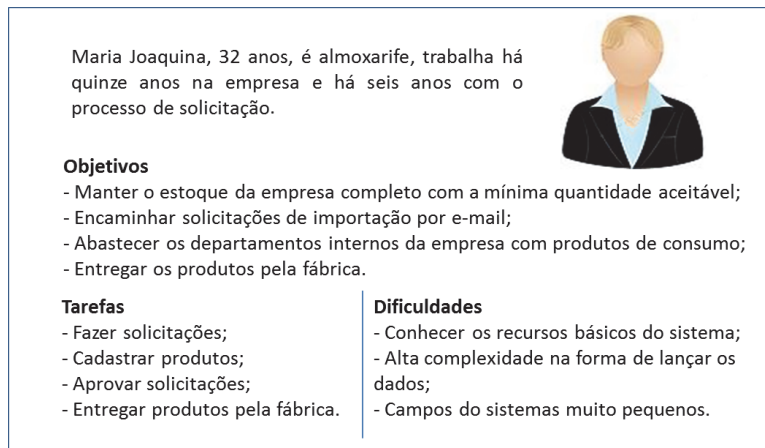 Maria Joaquina, 32 anos, é almoxarife, trabalha há
quinze anos na empresa e há seis anos com o
processo de solicitação.
Objetivos
- Manter o estoque da empresa completo com a mínima quantidade aceitável;
- Encaminhar solicitações de importação por e-mail;
- Abastecer os departamentos internos da empresa com produtos de consumo;
- Entregar os produtos pela fábrica.
Tarefas
- Fazer solicitações;
- Cadastrar produtos;
- Aprovar solicitações;
- Entregar produtos pela fábrica.
Dificuldades
- Conhecer os recursos básicos do sistema;
- Alta complexidade na forma de lançar os
dados;
- Campos do sistemas muito pequenos.